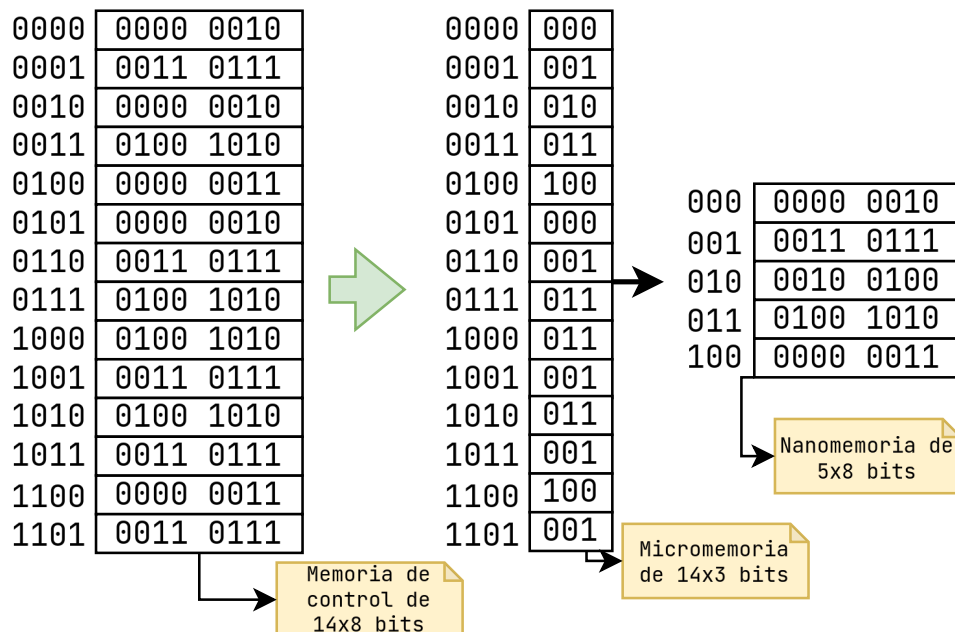 0000 0000 0010
0001 0011 0111
0010 0000 0010
0011 0100 1010
0100 0000 0011
0101 0000 0010
0110 0011 0111
0111 0100 1010
1000 0100 1010
1001 0011 0111
1010 0100 1010
1011 0011 0111
1100 0000 0011
1101 0011 0111
Memoria de
control de
14x8 bits
0000 000
0001 001
0010 010
0011 011
0100 100
0101 000
0110 001
0111 011
1000 011
1001 001
1010 011
1011 001
1100 100
1101 001
Micromemoria
de 14x3 bits
000 0000 0010
001 0011 0111
010 0010 0100
011 0100 1010
100 0000 0011
Nanomemoria de
5x8 bits